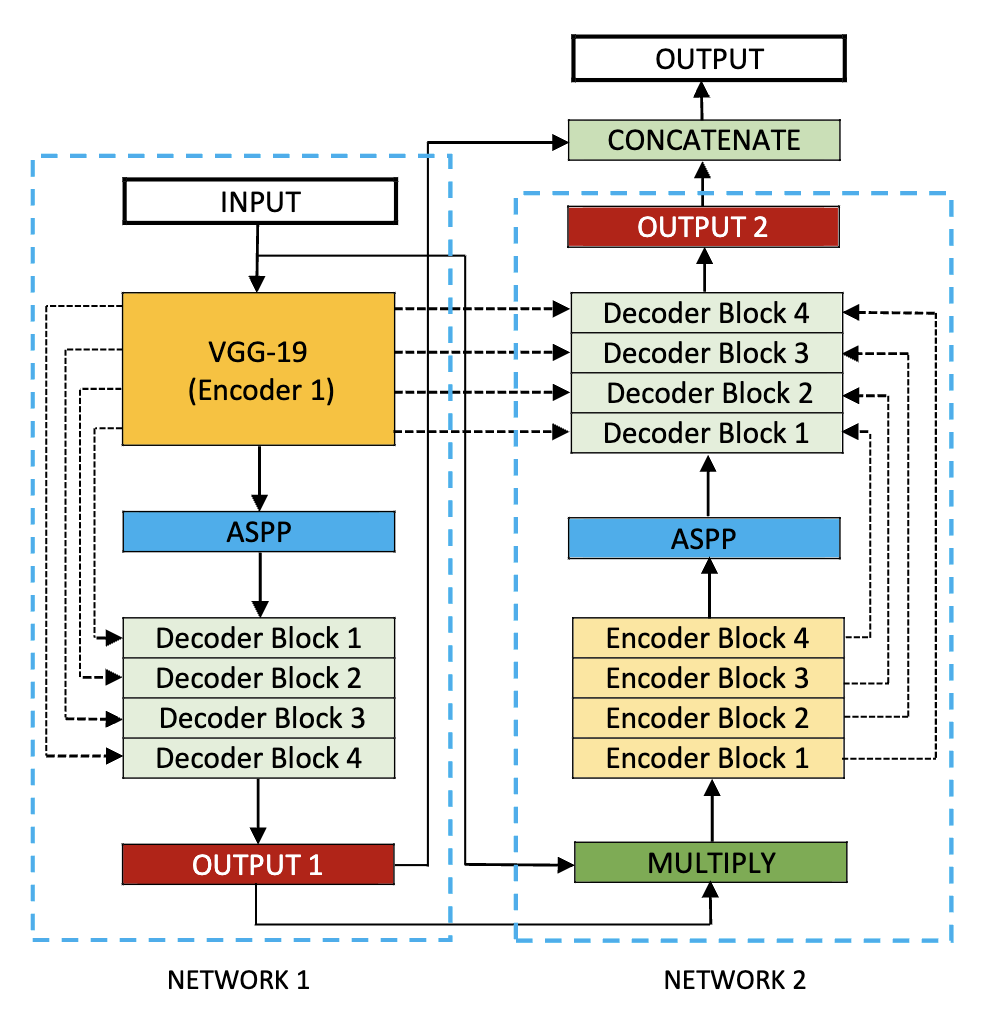 OUTPUT
CONCATENATE
INPUT
OUTPUT 2
VGG-19
(Encoder 1)
Decoder Block 4
Decoder Block 3
Decoder Block 2
Decoder Block 1
ASPP
ASPP
Decoder Block 1
Decoder Block 2
Decoder Block 3
Decoder Block 4
Encoder Block 4
Encoder Block 3
Encoder Block 2
Encoder Block 1
OUTPUT 1
MULTIPLY
NETWORK 1
NETWORK 2